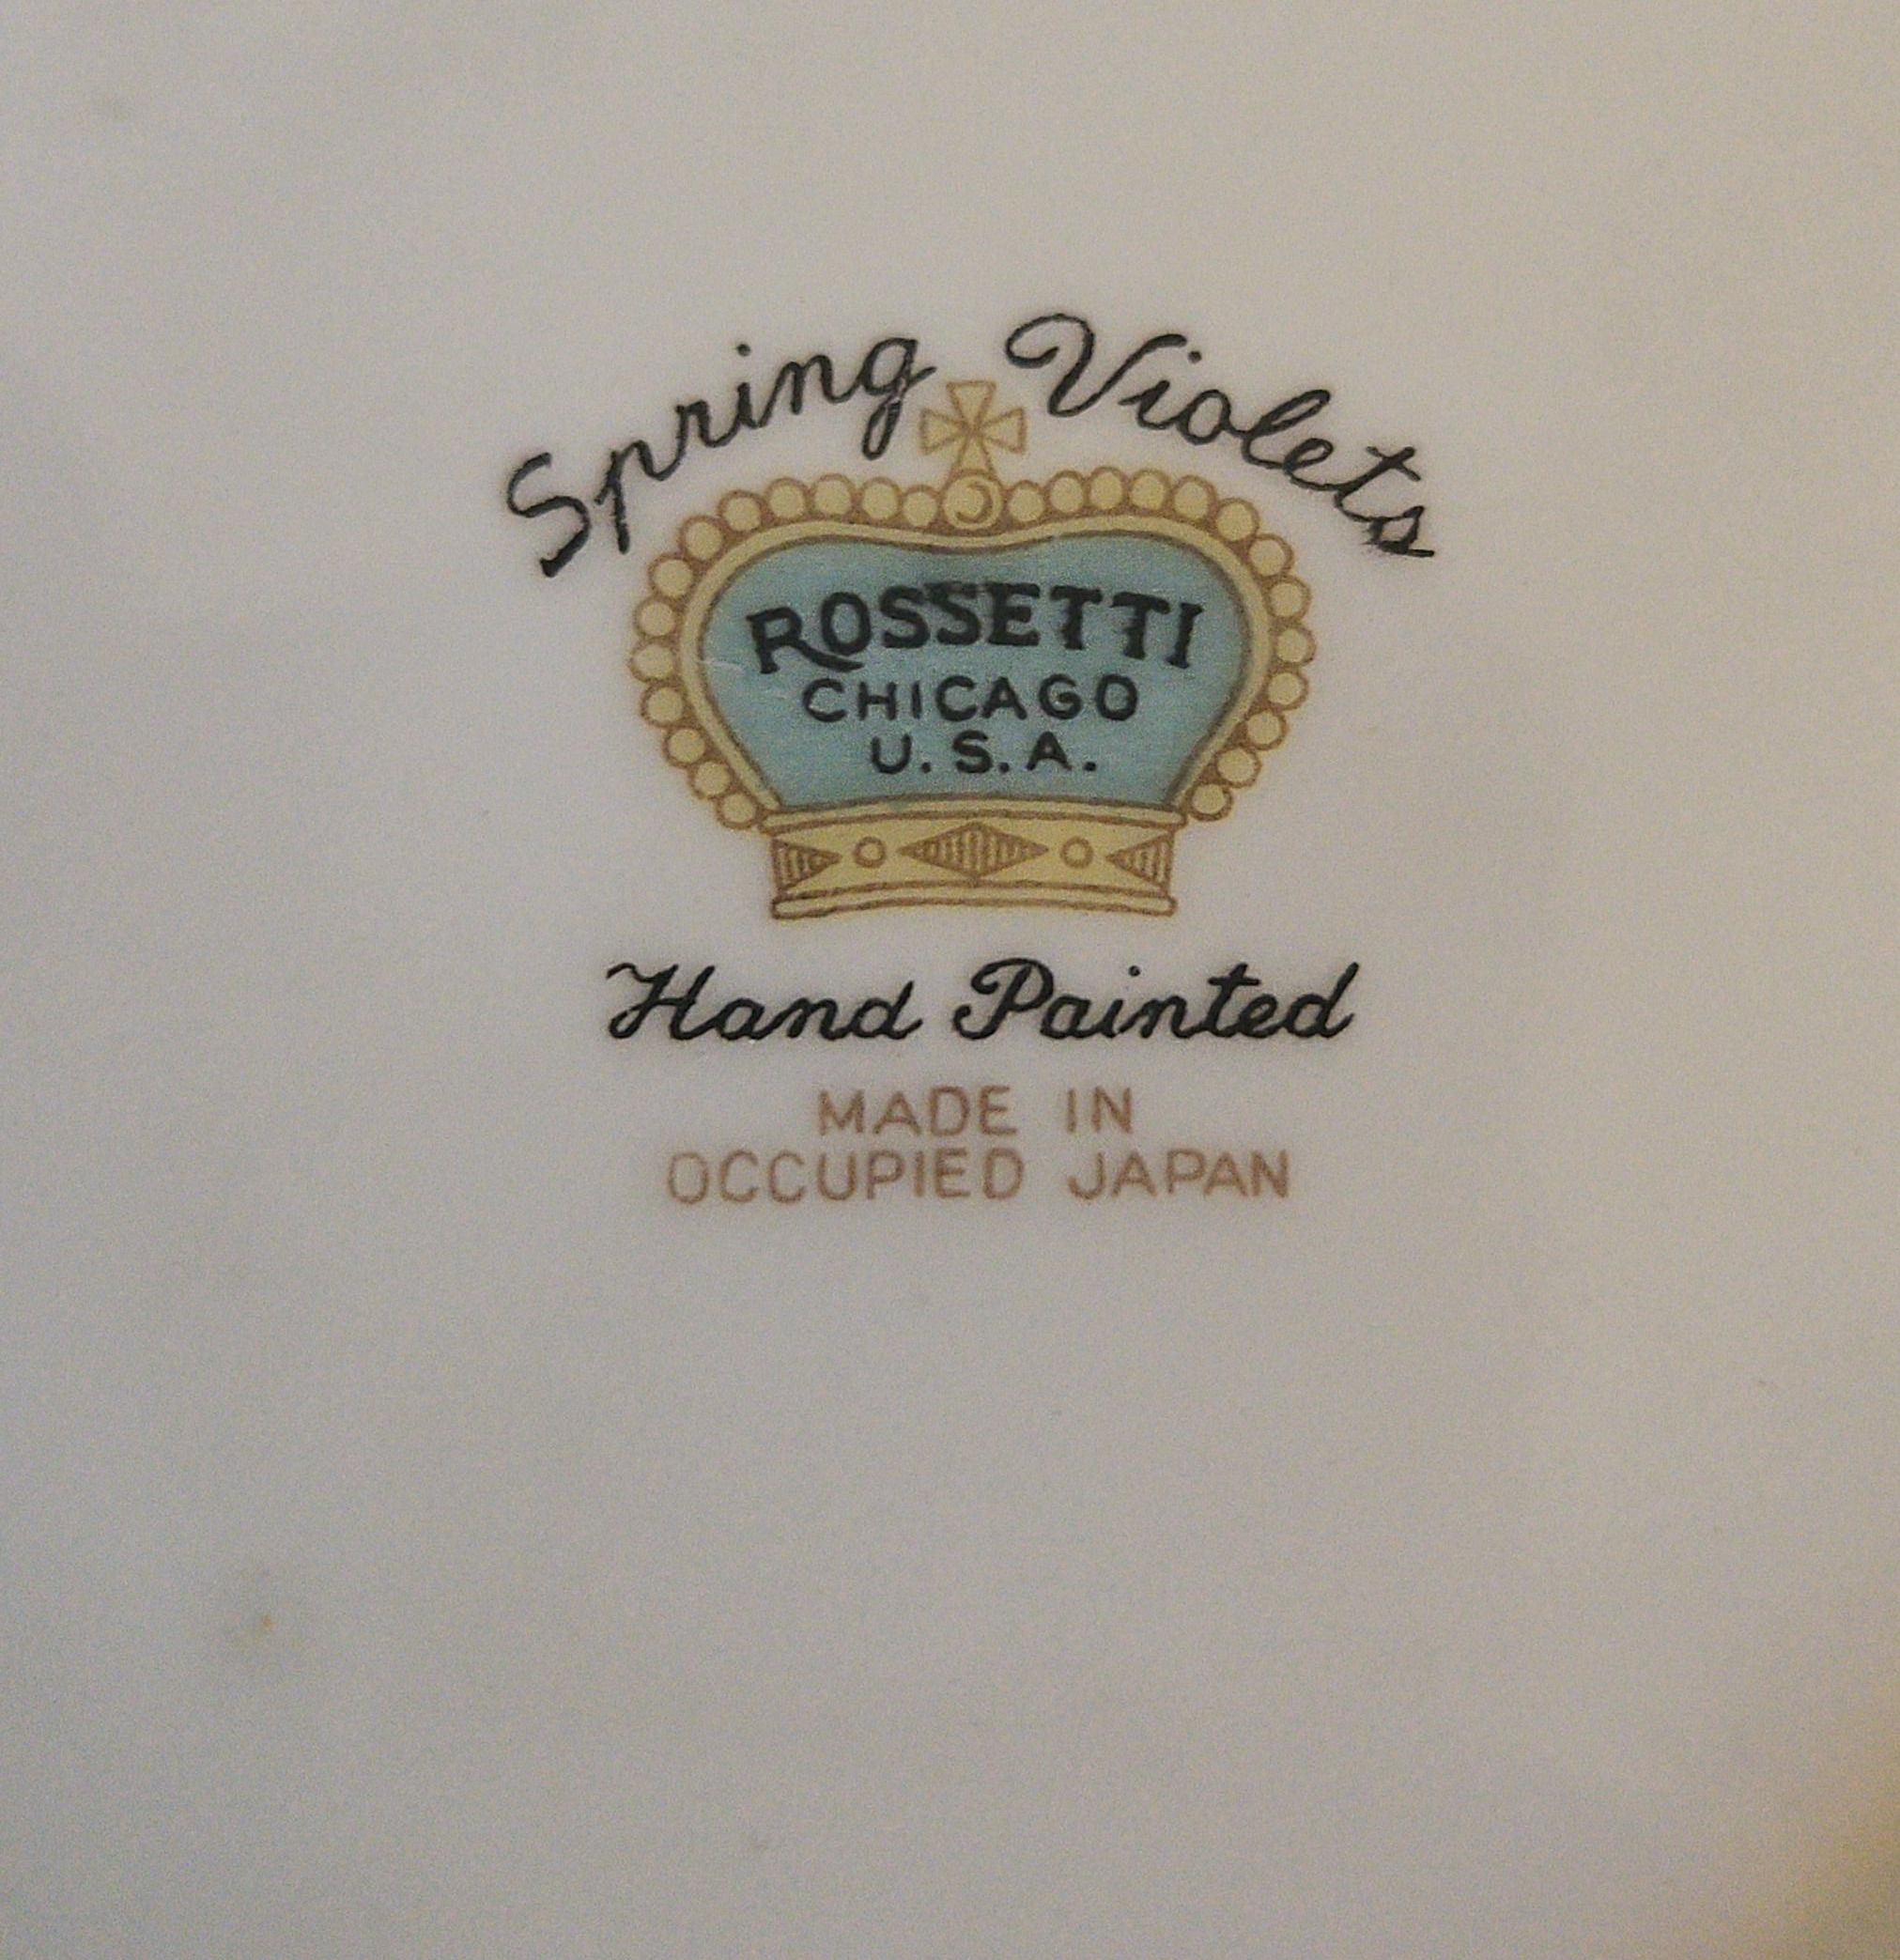 Spring Violets
ROSSETTI
CHICAGO
U.S.A.
Hand Painted
MADE IN
OCCUPIED JAPAN